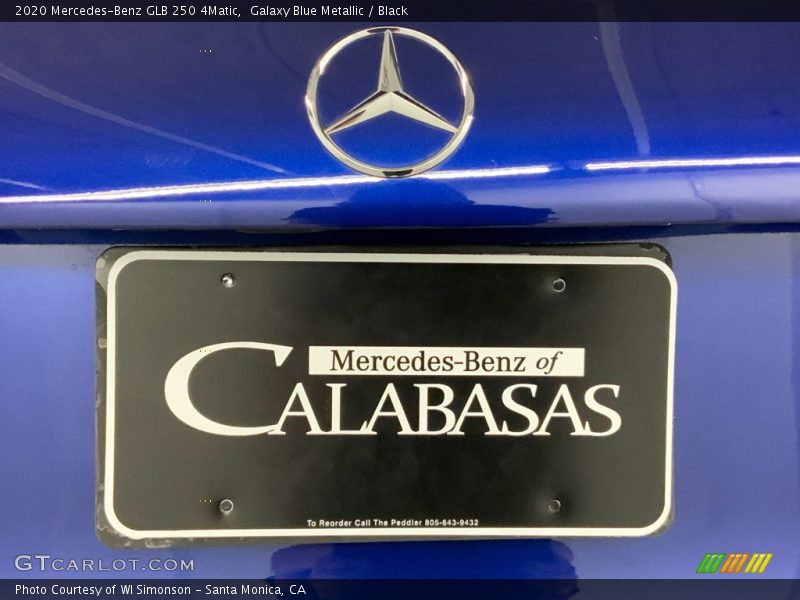 2020 Mercedes-Benz GLB 250 4Matic,  Galaxy Blue Metallic / Black
Mercedes-Benz of
CALABASAS
To Reorder Call The Peddler 805-643-9432
GTCARLOT.COM
Photo Courtesy of WI Simonson - Santa Monica, CA